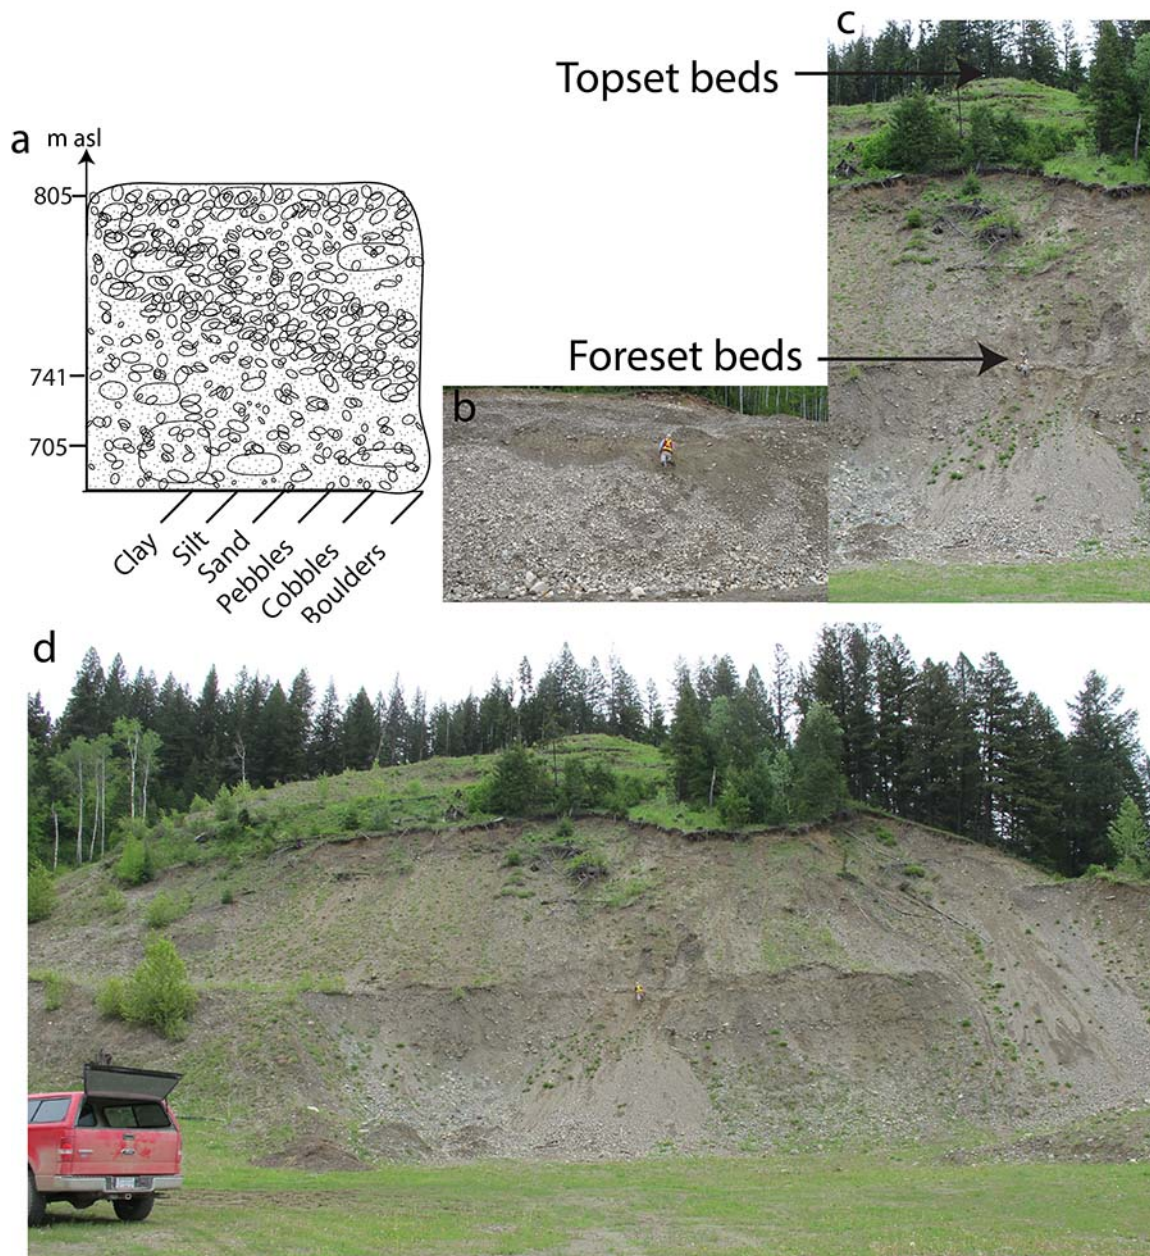 c
Topset beds
a
m asl
805
Foreset beds
741
b
705
Clay
Silt
Sand
Pebbles
Cobbles
Boulders
d